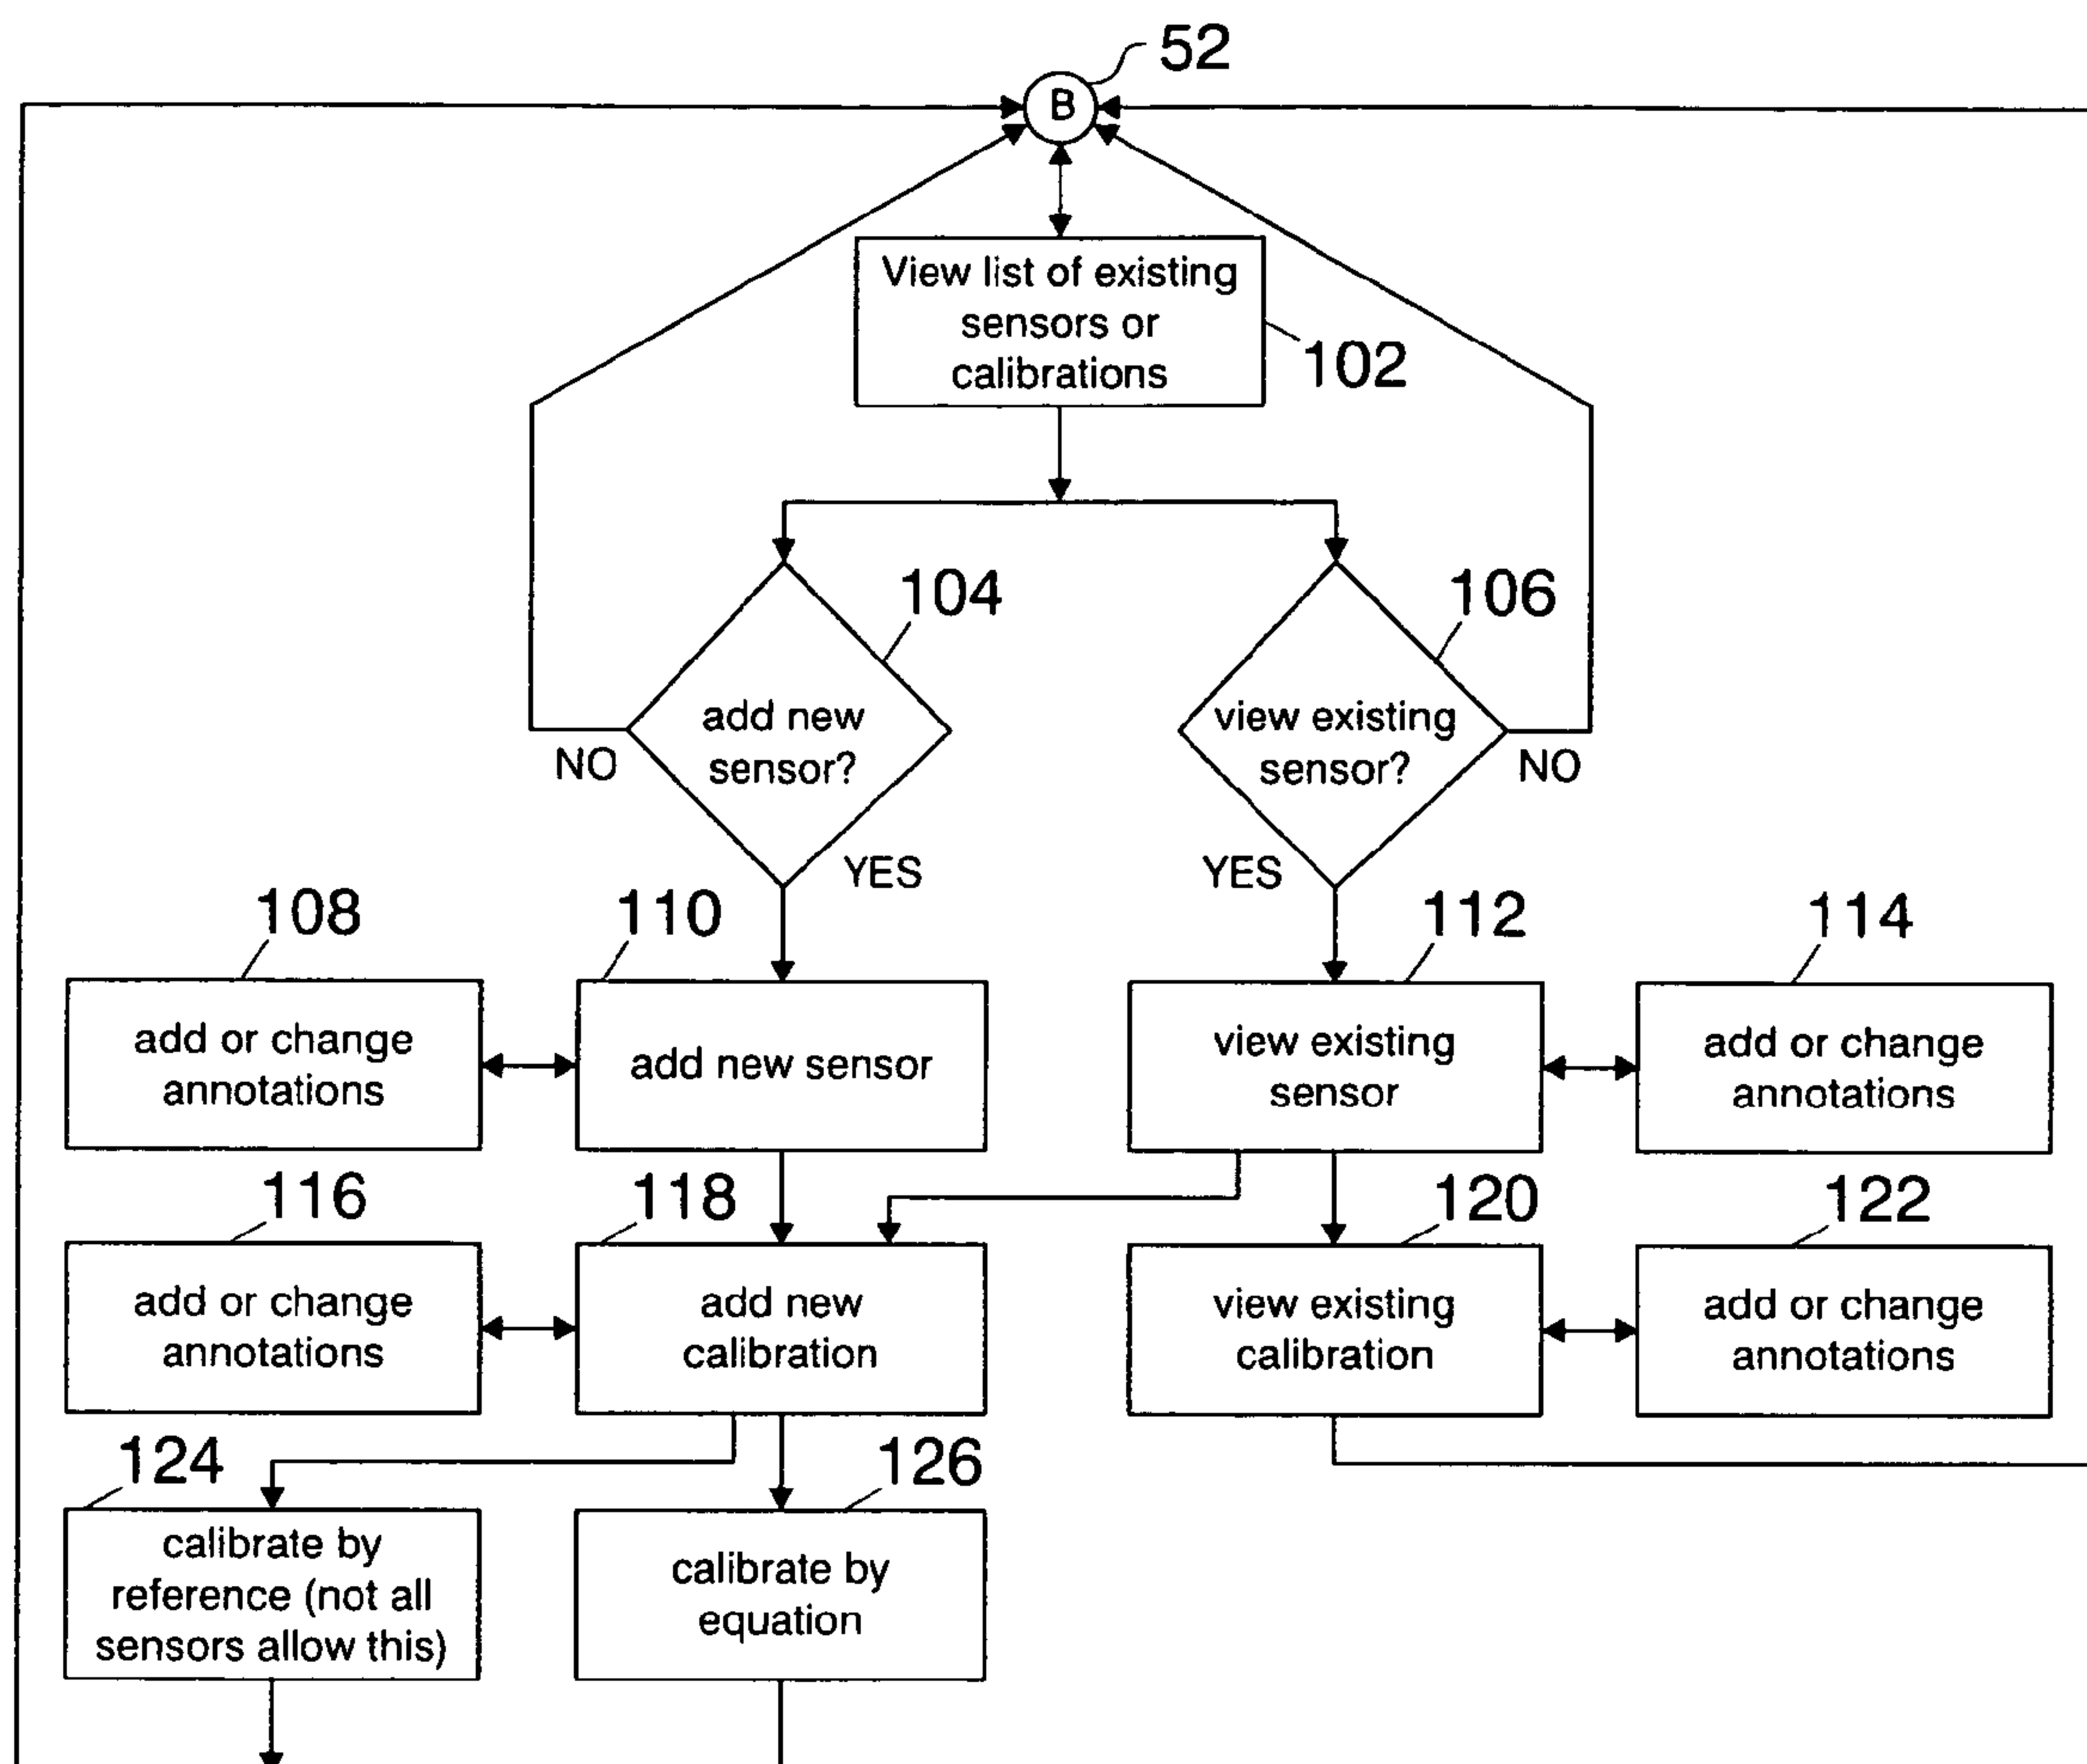 52
B
View list of existing
sensors or
calibrations
102
104
106
add new
sensor?
view existing
sensor?
NO
NO
YES
YES
108
110
112
114
add or change
annotations
add new sensor
view existing
sensor
add or change
annotations
116
118
120
122
add or change
annotations
add new
calibration
view existing
calibration
add or change
annotations
124
126
calibrate by
reference (not all
sensors allow this)
calibrate by
equation